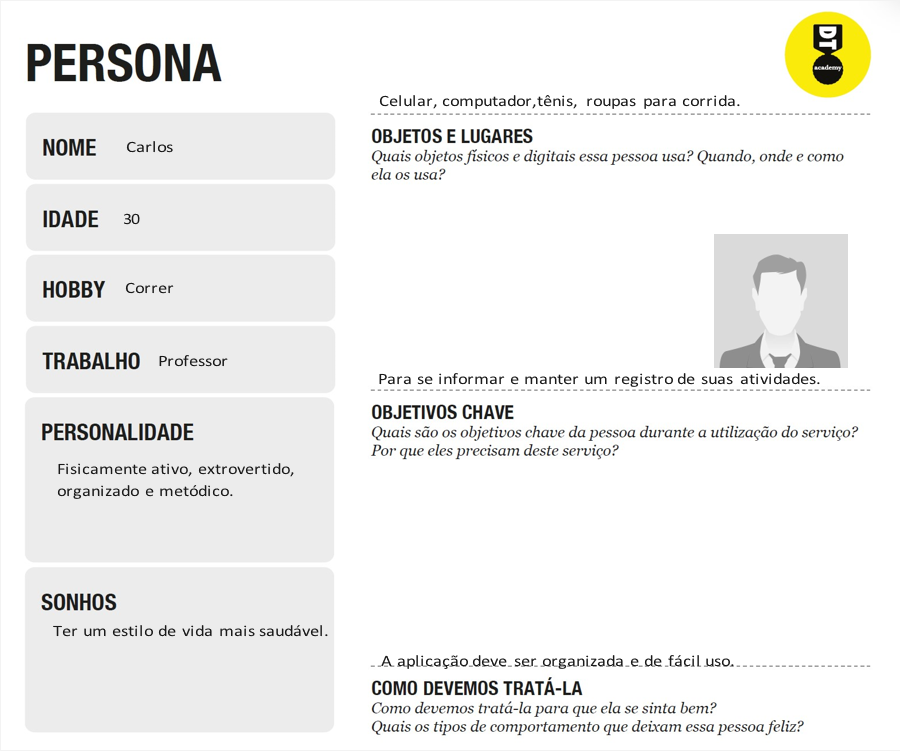 PERSONA
DT
academy
NOME Carlos
IDADE 30
HOBBY Correr
TRABALHO Professor
PERSONALIDADE
Fisicamente ativo, extrovertido,
organizado e metódico.
SONHOS
Ter um estilo de vida mais saudável.
Celular, computador,tênis, roupas para corrida.
OBJETOS E LUGARES
Quais objetos físicos e digitais essa pessoa usa? Quando, onde e como
ela os usa?
Para se informar e manter um registro de suas atividades.
OBJETIVOS CHAVE
Quais são os objetivos chave da pessoa durante a utilização do serviço?
Por que eles precisam deste serviço?
A aplicação deve ser organizada e de fácil uso.
COMO DEVEMOS TRATÁ-LA
Como devemos tratá-la para que ela se sinta bem?
Quais os tipos de comportamento que deixam essa pessoa feliz?